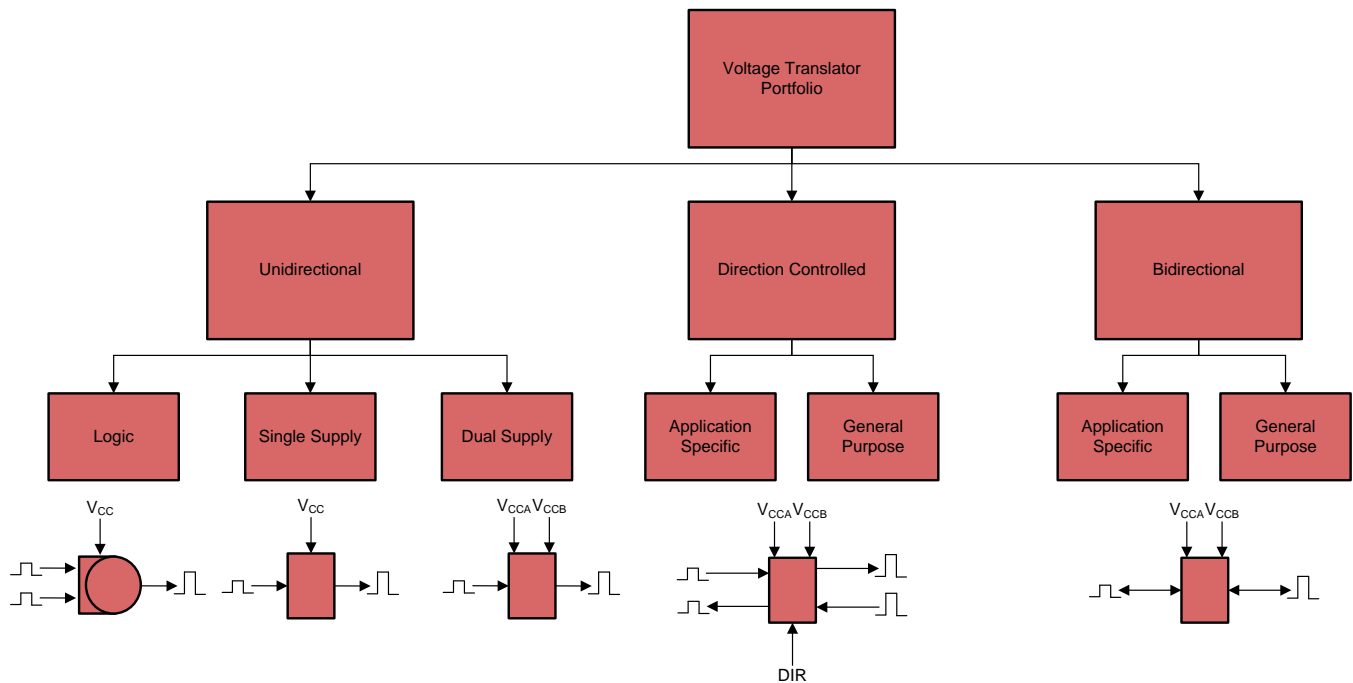 Voltage Translator
Portfolio
Unidirectional
Direction Controlled
Bidirectional
Logic
Single Supply
Dual Supply
Application
Specific
General
Purpose
Application
Specific
General
Purpose
VCC
VCC
VCCA VCCB
VCCA VCCB
VCCA VCCB
DIR